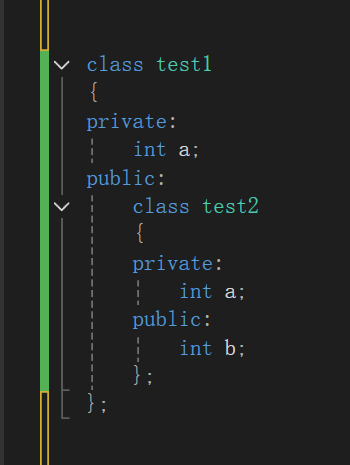 class test1
{
private:
    int a;
public:
    class test2
    {
    private:
        int a;
    public:
        int b;
    };
};